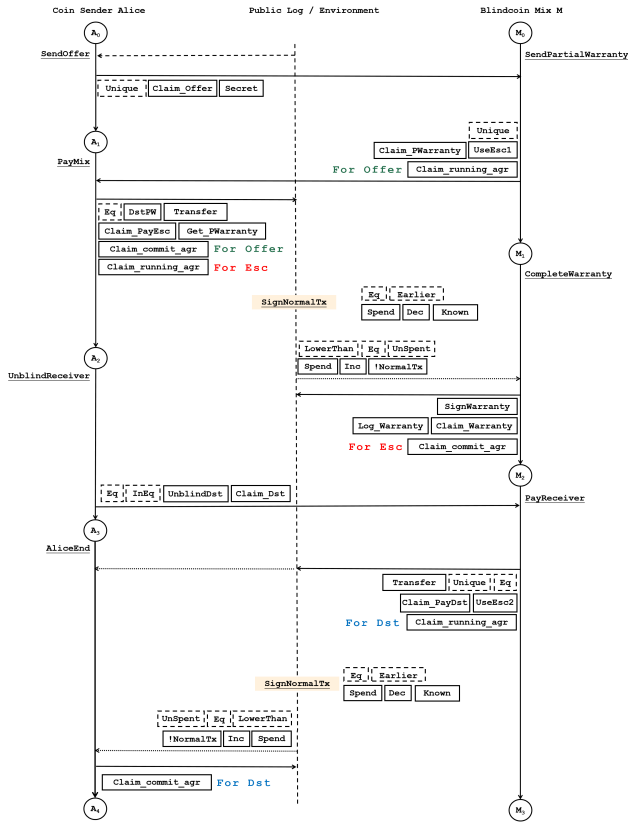 Coin Sender Alice Public Log / Environment Blindcoin Mix M
A0 M0
SendOffer SendPartialWarranty
Unique Claim_Offer Secret
Unique
A1 Claim_PWarranty UseEsc1
PayMix For Offer Claim_running_agr
Eq DstPW Transfer
Claim_PayEsc Get_PWarranty
Claim_commit_agr For Offer M1
Claim_running_agr For Esc
CompleteWarranty
SignNormalTx Eq Earlier
Spend Dec Known
LowerThan Eq UnSpent
A2 Spend Inc !NormalTx
UnblindReceiver
SignWarranty
Log_Warranty Claim_Warranty
For Esc Claim_commit_agr
M2
Eq InEq UnblindDst Claim_Dst PayReceiver
A3
AliceEnd
Transfer Unique Eq
Claim_PayDst UseEsc2
For Dst Claim_running_agr
SignNormalTx Eq Earlier
Spend Dec Known
UnSpent Eq LowerThan
!NormalTx Inc Spend
Claim_commit_agr For Dst
A4 M3